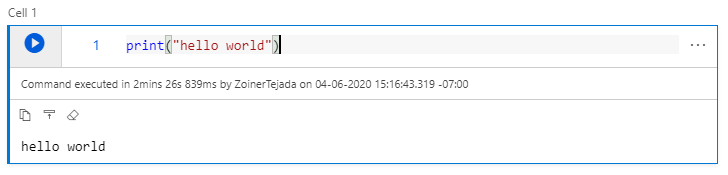 Cell 1
1 print("hello world")
Command executed in 2mins 26s 839ms by ZoinerTejada on 04-06-2020 15:16:43.319 -07:00
hello world